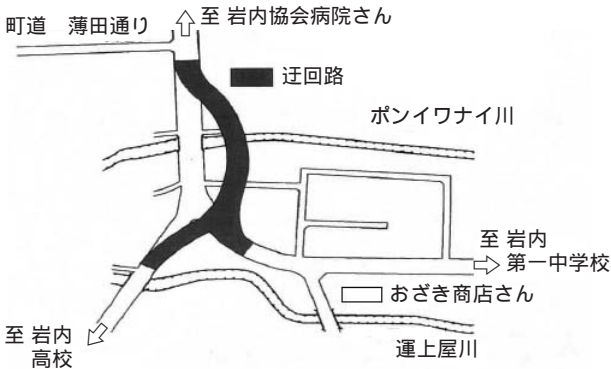 至 岩内協会病院さん
町道 薄田通り
迂回路
ポンイワナイ川
至 岩内
第一中学校
おざき商店さん
至 岩内
高校
運上屋川